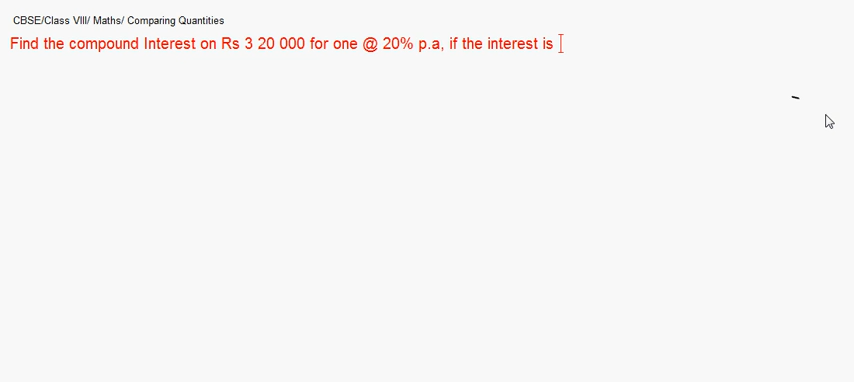 CBSE/Class VIII/ Maths/ Comparing Quantities
Find the compound Interest on Rs 3 20 000 for one @ 20% p.a, if the interest is